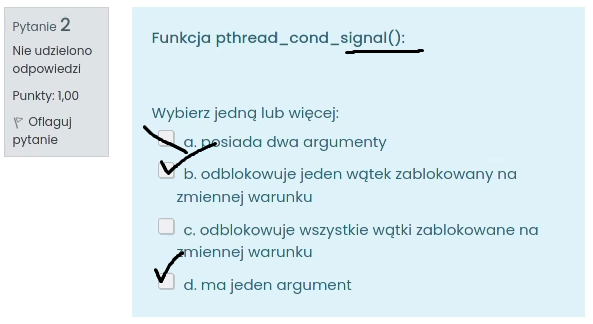 Pytanie 2
Nie udzielono
odpowiedzi
Punkty: 1,00
Oflaguj
pytanie
Funkcja pthread_cond_signal():
Wybierz jedną lub więcej:
a. posiada dwa argumenty
b. odblokowuje jeden wątek zablokowany na
zmiennej warunku
c. odblokowuje wszystkie wątki zablokowane na
zmiennej warunku
d. ma jeden argument